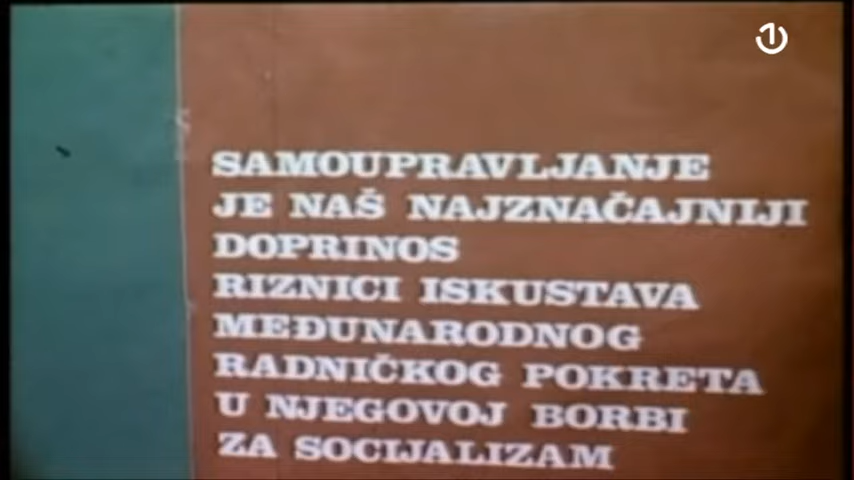 SAMOUPRAVLJANJE
JE NAŠ NAJZNAČAJNIJI
DOPRINOS
RIZNICI ISKUSTAVA
MEĐUNARODNOG
RADNIČKOG POKRETA
U NJEGOVOJ BORBI
ZA SOCIJALIZAM